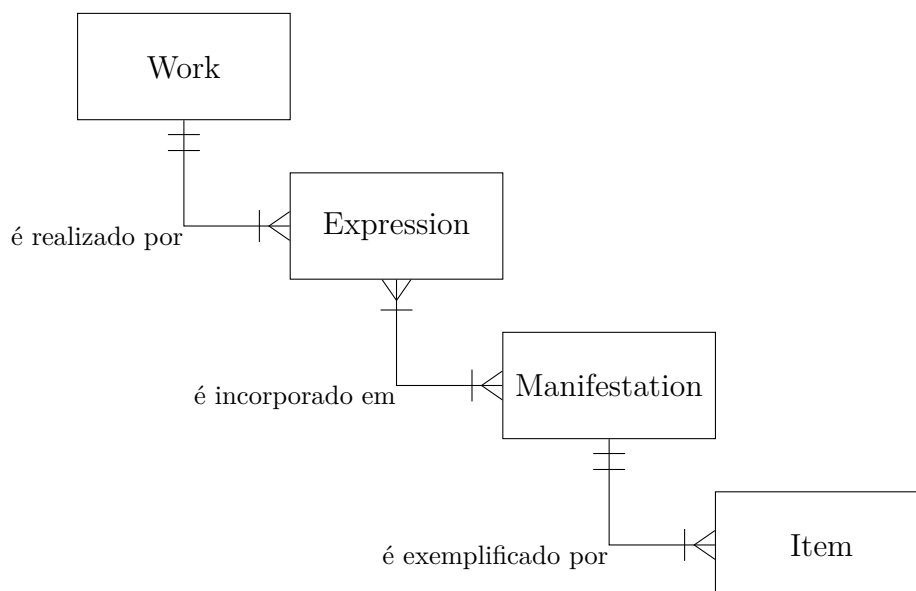 Work
Expression
é realizado por
Manifestation
é incorporado em
Item
é exemplificado por